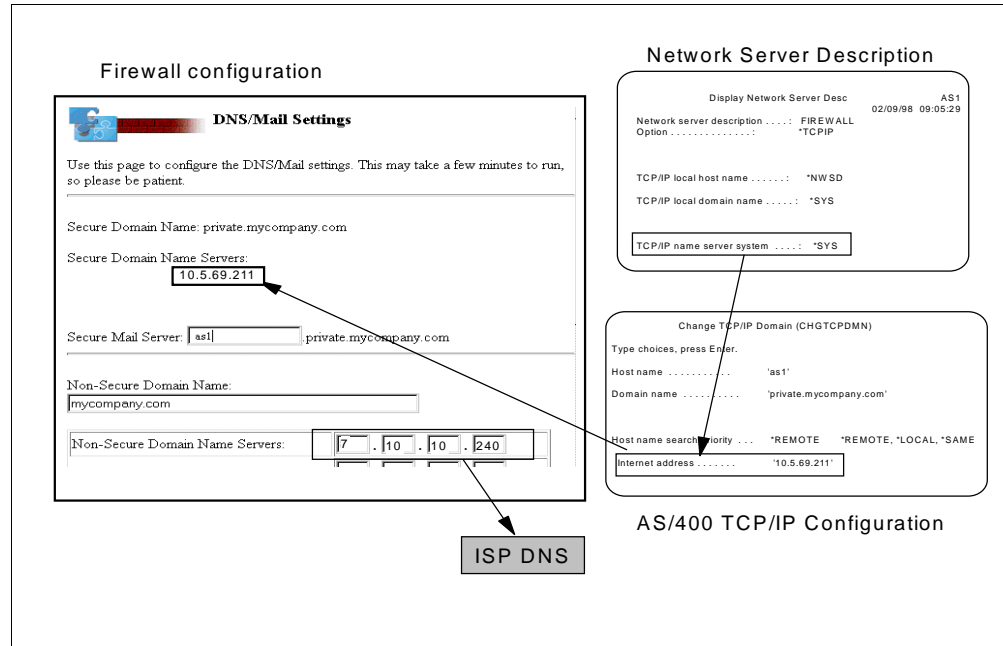 Firewall configuration
DNS/Mail Settings
Use this page to configure the DNS/Mail settings. This may take a few minutes to run,
so please be patient.
Secure Domain Name: private.mycompany.com
Secure Domain Name Servers:
10.5.69.211
Secure Mail Server: as1 .private.mycompany.com
Non-Secure Domain Name:
mycompany.com
Non-Secure Domain Name Servers: 7 . 10 . 10 . 240
ISP DNS
Network Server Description
Display Network Server Desc AS1
02/09/98 09:05:29
Network server description . . . . : FIREWALL
Option . . . . . . . . . . . . . . : *TCPIP
TCP/IP local host name . . . . . . : *NWSD
TCP/IP local domain name . . . . . : *SYS
TCP/IP name server system . . . . : *SYS
Change TCP/IP Domain (CHGTCPDMN)
Type choices, press Enter.
Host name . . . . . . . . . . . 'as1'
Domain name . . . . . . . . . . 'private.mycompany.com'
Host name search priority . . . *REMOTE *REMOTE, *LOCAL, *SAME
Internet address . . . . . . . '10.5.69.211'
AS/400 TCP/IP Configuration